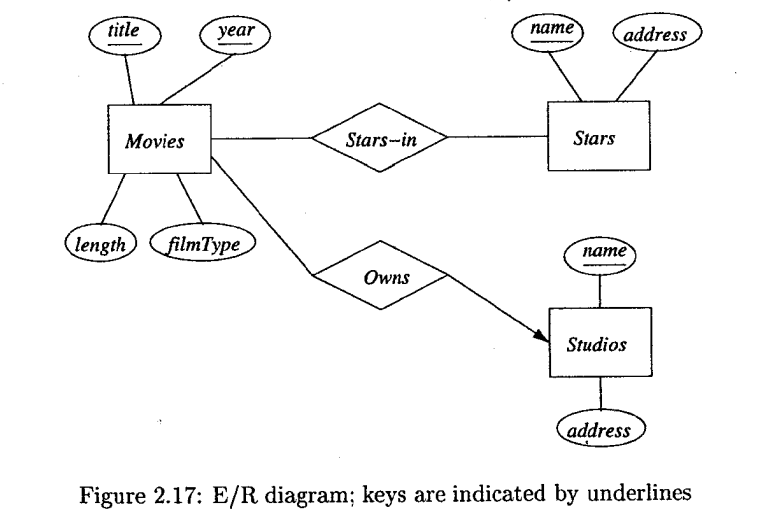 title
year
name
address
Movies
Stars-in
Stars
length
filmType
name
Owns
Studios
address
Figure 2.17: E/R diagram; keys are indicated by underlines